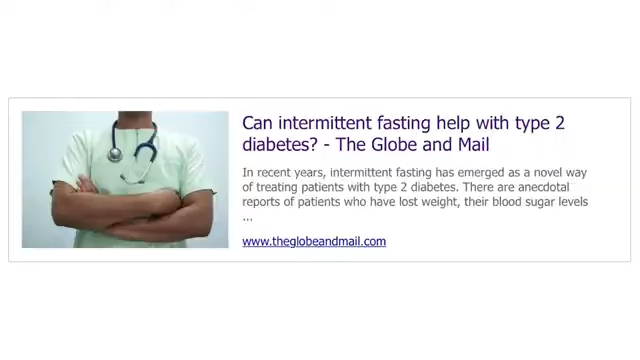 Can intermittent fasting help with type 2
diabetes? - The Globe and Mail
In recent years, intermittent fasting has emerged as a novel way
of treating patients with type 2 diabetes. There are anecdotal
reports of patients who have lost weight, their blood sugar levels
...
www.theglobeandmail.com